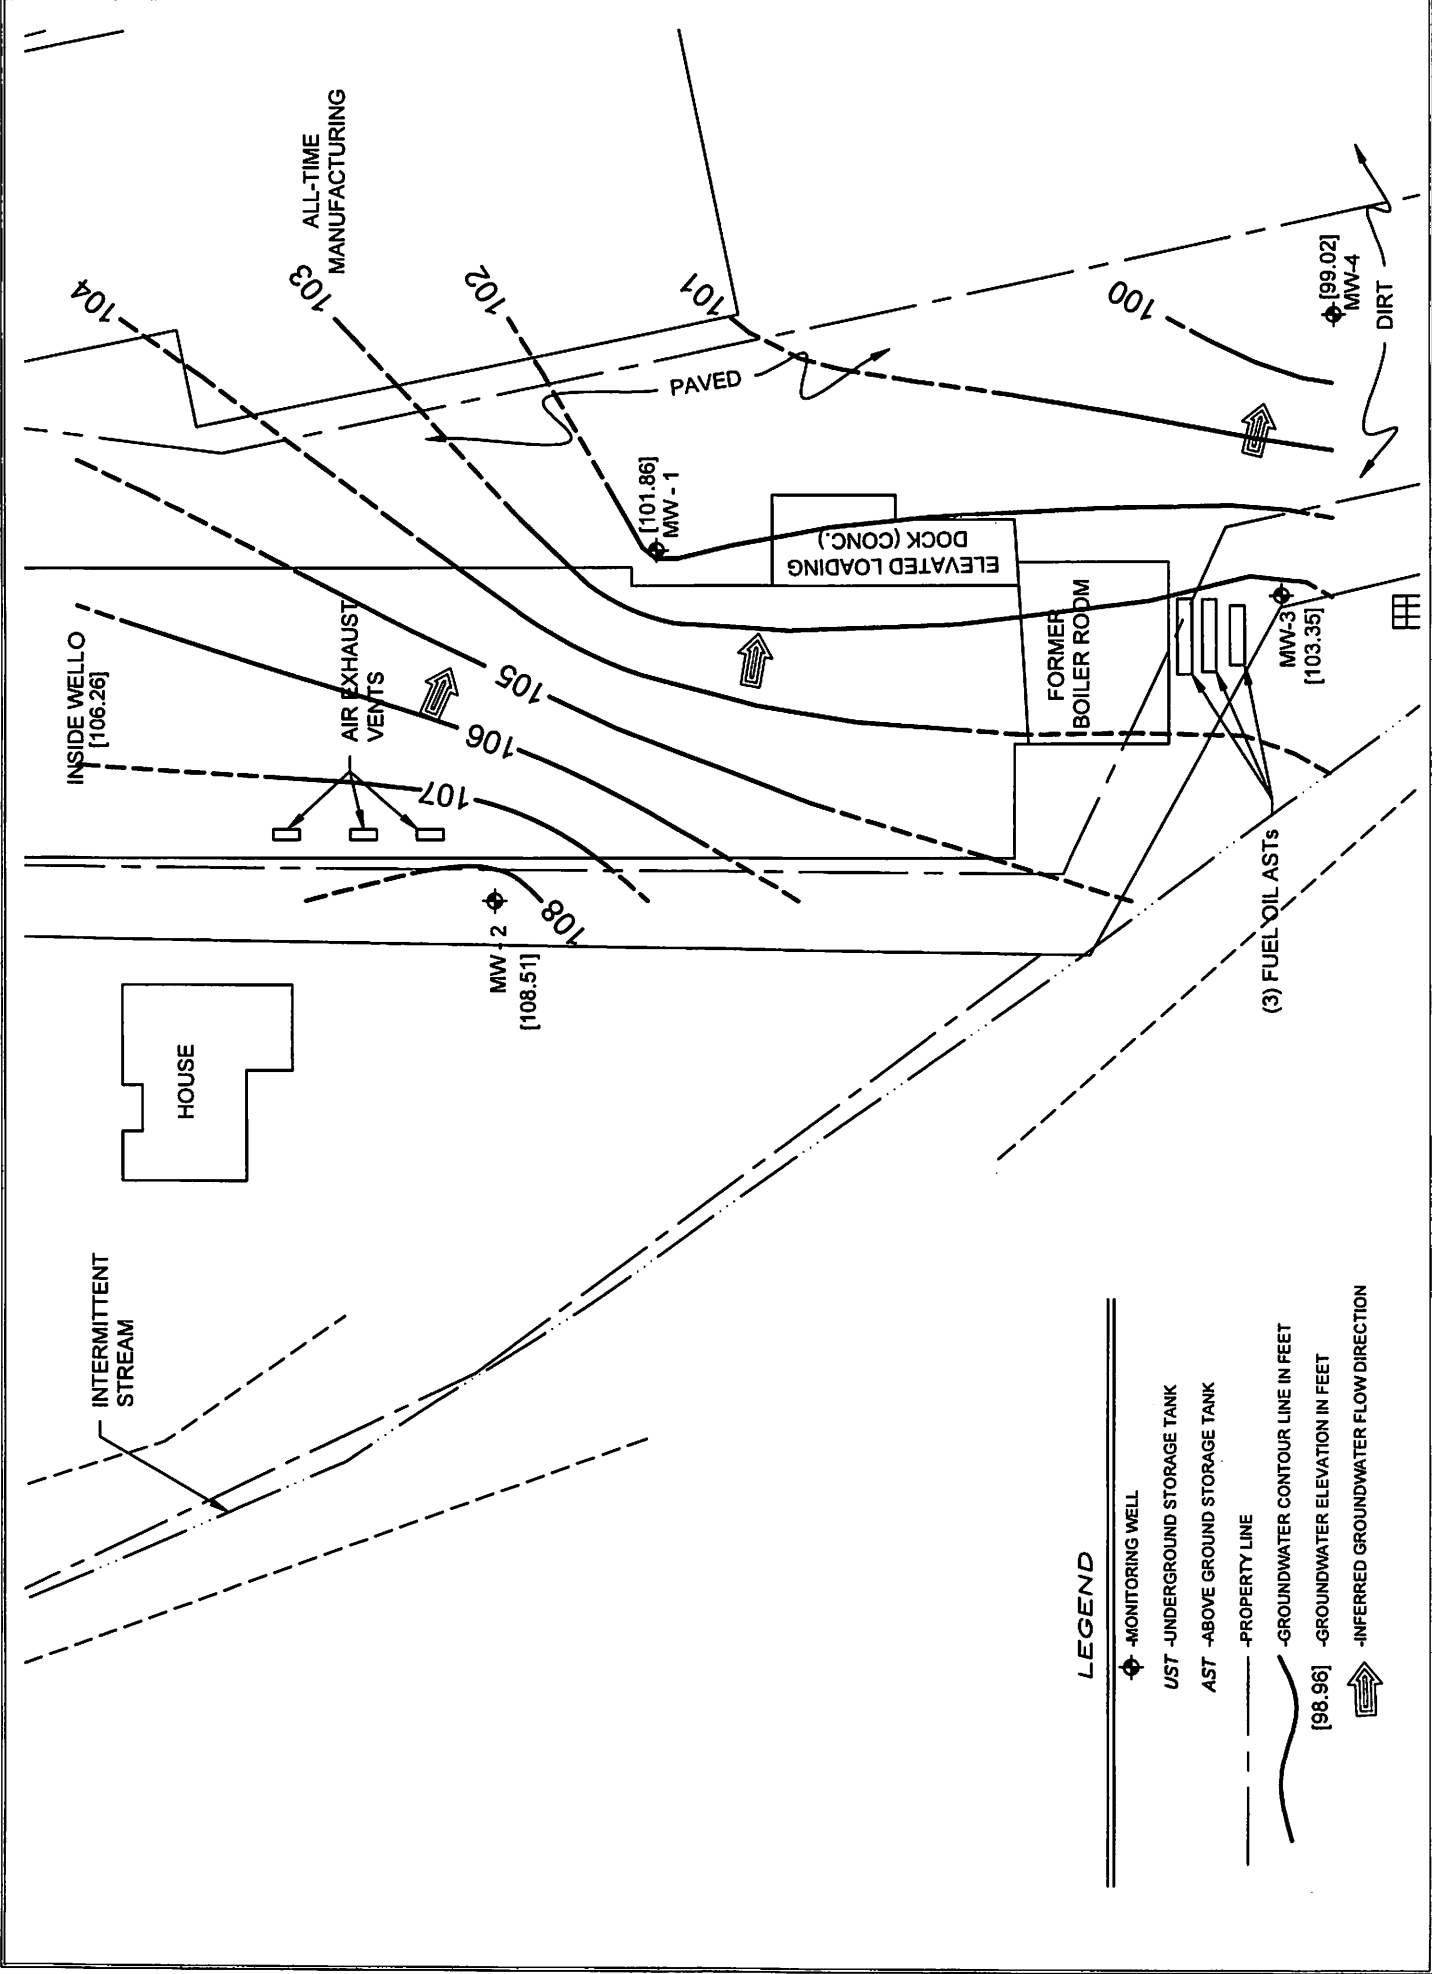 ALL-TIME
MANUFACTURING
104
103
102
101
100
PAVED
[99.02]
MW-4
DIRT
[101.86]
MW - 1
ELEVATED LOADING
DOCK (CONC.)
FORMER
BOILER ROOM
MW-3
[103.35]
INSIDE WELLO
[106.26]
AIR EXHAUST
VENTS
105
106
107
108
MW - 2
[108.51]
(3) FUEL OIL ASTs
HOUSE
INTERMITTENT
STREAM
LEGEND
-MONITORING WELL
UST -UNDERGROUND STORAGE TANK
AST -ABOVE GROUND STORAGE TANK
-PROPERTY LINE
-GROUNDWATER CONTOUR LINE IN FEET
[98.96] -GROUNDWATER ELEVATION IN FEET
-INFERRED GROUNDWATER FLOW DIRECTION